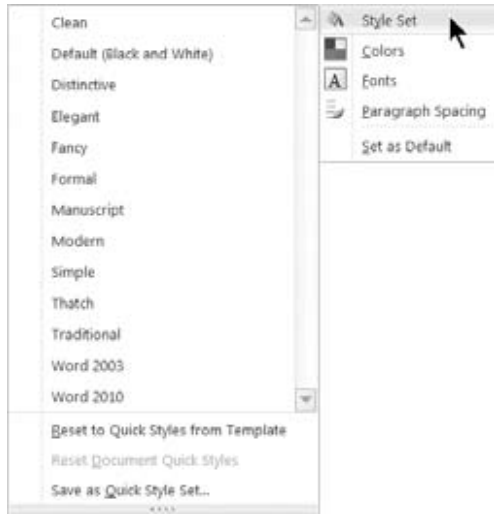 Clean
Default (Black and White)
Distinctive
Elegant
Fancy
Formal
Manuscript
Modern
Simple
Thatch
Traditional
Word 2003
Word 2010
Reset to Quick Styles from Template
Reset Document Quick Styles
Save as Quick Style Set...
Style Set
Colors
A Fonts
Paragraph Spacing
Set as Default